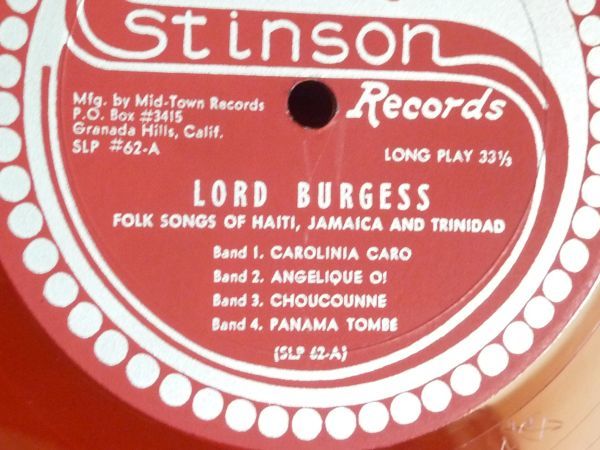 Stinson
Records
Mfg. by Mid-Town Records
P.O. Box #3415
Granada Hills, Calif.
SLP #62-A
LONG PLAY 33⅓
LORD BURGESS
FOLK SONGS OF HAITI, JAMAICA AND TRINIDAD
Band 1. CAROLINIA CARO
Band 2. ANGELIQUE O!
Band 3. CHOUCOUNNE
Band 4. PANAMA TOMBE
(SLP 62-A)